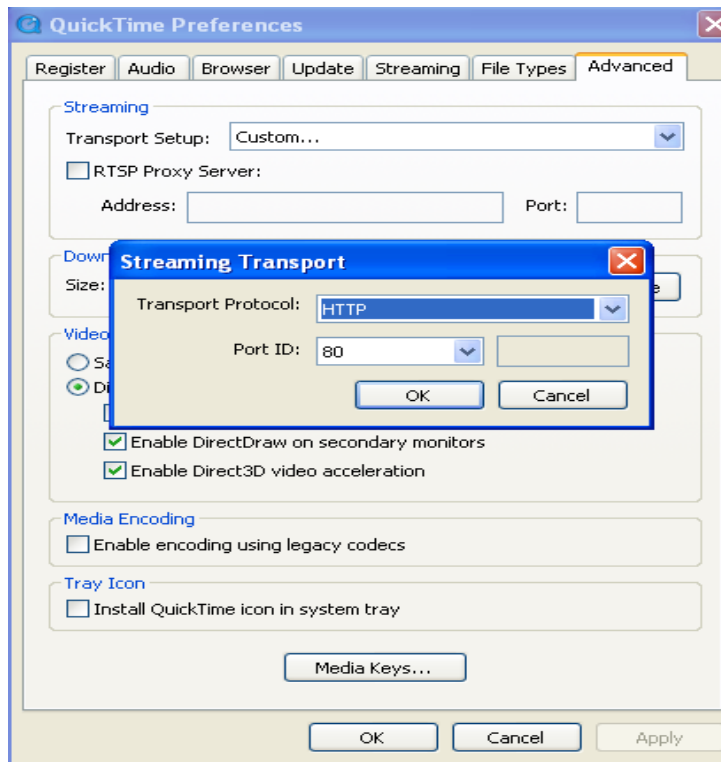 QuickTime Preferences
Register Audio Browser Update Streaming File Types Advanced
Streaming
Transport Setup: Custom...
RTSP Proxy Server:
Address: Port:
Streaming Transport
Size:
Transport Protocol: HTTP
Video
Port ID: 80
OK Cancel
Enable DirectDraw on secondary monitors
Enable Direct3D video acceleration
Media Encoding
Enable encoding using legacy codecs
Tray Icon
Install QuickTime icon in system tray
Media Keys...
OK Cancel Apply